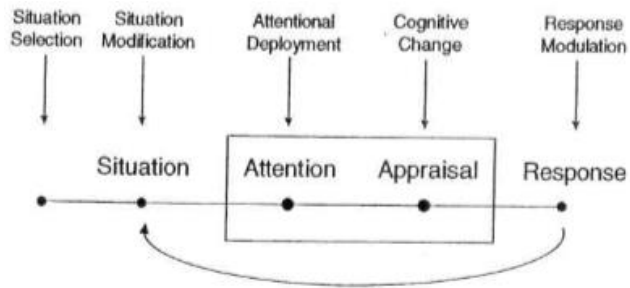 Situation Selection
Situation Modification
Attentional Deployment
Cognitive Change
Response Modulation
Situation
Attention
Appraisal
Response